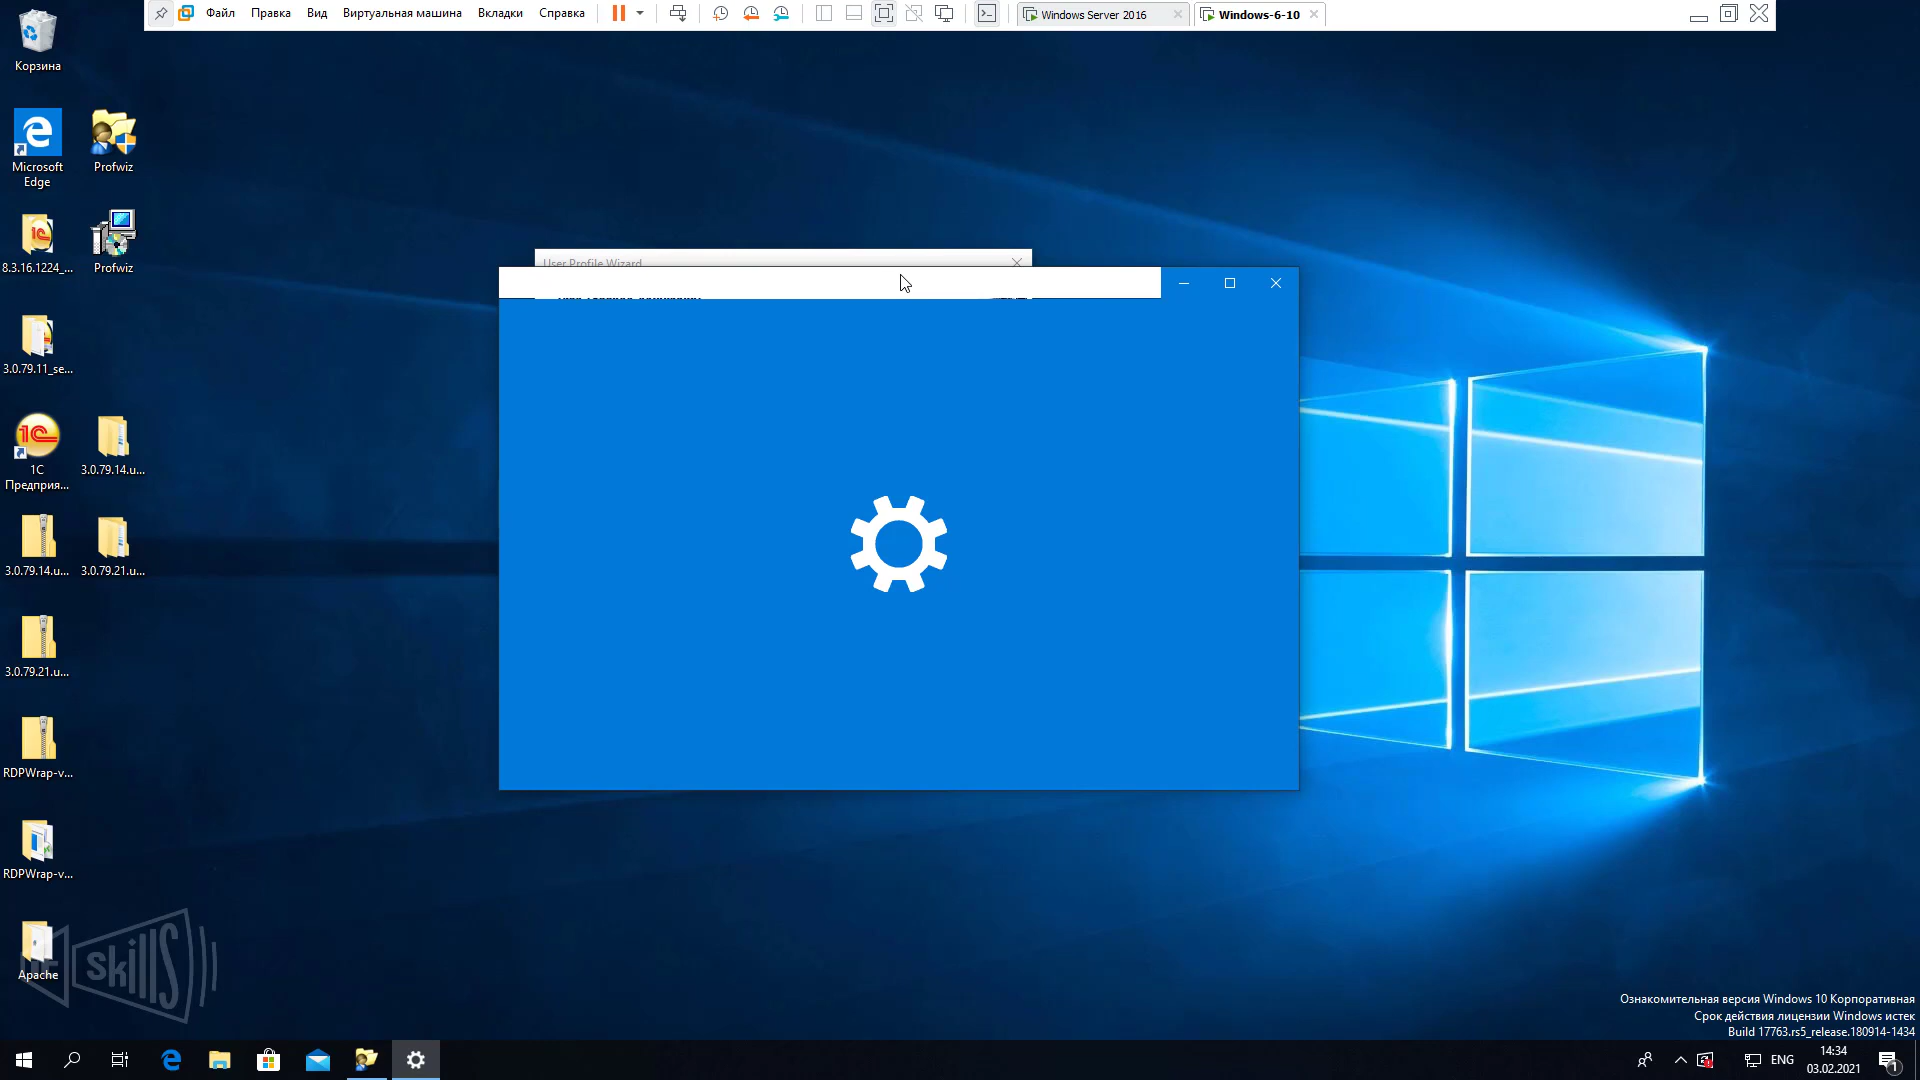 Файл Правка Вид Виртуальная машина Вкладки Справка
Windows Server 2016
Windows-6-10
Корзина
Microsoft Edge
Profwiz
8.3.16.1224_...
Profwiz
3.0.79.11_se...
1С Предприя...
3.0.79.14.u...
3.0.79.14.u...
3.0.79.21.u...
3.0.79.21.u...
RDPWrap-v...
RDPWrap-v...
Apache
skills
User Profile Wizard
Ознакомительная версия Windows 10 Корпоративная
Срок действия лицензии Windows истек
Build 17763.rs5_release.180914-1434
ENG
14:34
03.02.2021
1